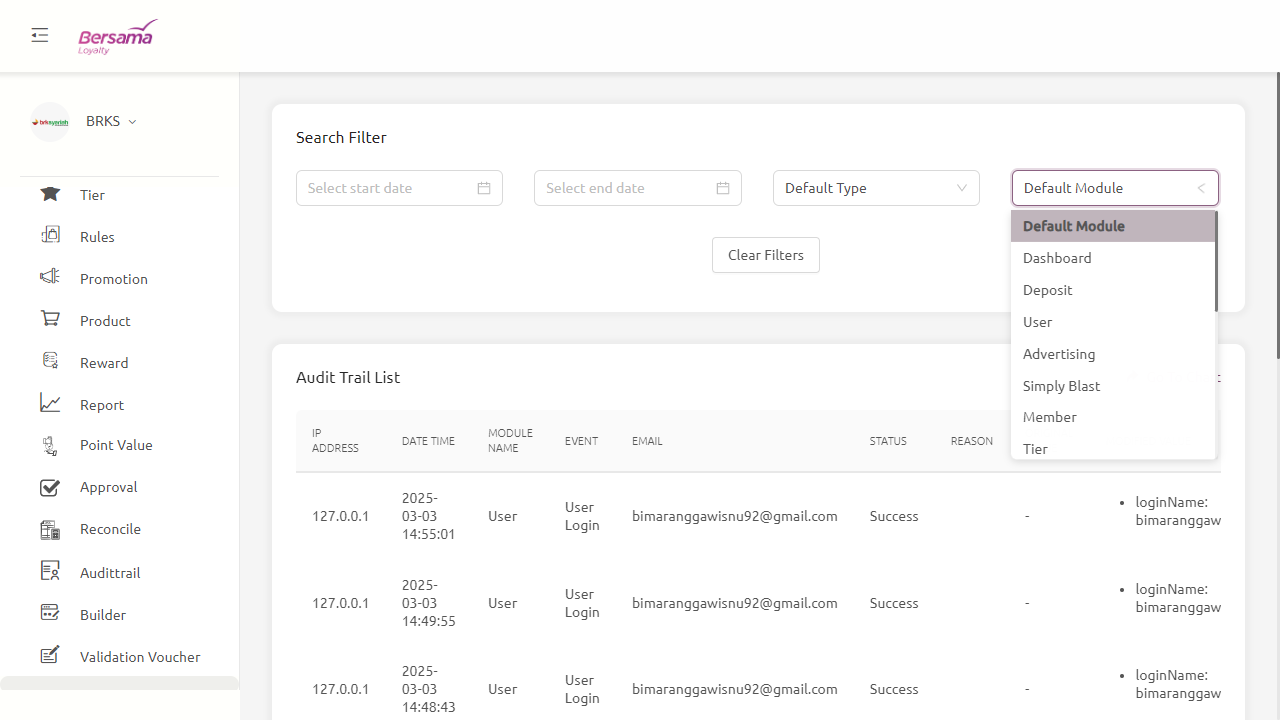 Bersama
Loyalty
brksyariah
BRKS
Tier
Rules
Promotion
Product
Reward
Report
Point Value
Approval
Reconcile
Audittrail
Builder
Validation Voucher
Search Filter
Select start date
Select end date
Default Type
Default Module
Default Module
Dashboard
Deposit
User
Advertising
Simply Blast
Member
Tier
Clear Filters
Audit Trail List
IP ADDRESS DATE TIME MODULE NAME EVENT EMAIL STATUS REASON
127.0.0.1 2025-03-03 14:55:01 User User Login bimaranggawisnu92@gmail.com Success - • loginName: bimaranggaw
127.0.0.1 2025-03-03 14:49:55 User User Login bimaranggawisnu92@gmail.com Success - • loginName: bimaranggaw
127.0.0.1 2025-03-03 14:48:43 User User Login bimaranggawisnu92@gmail.com Success - • loginName: bimaranggaw